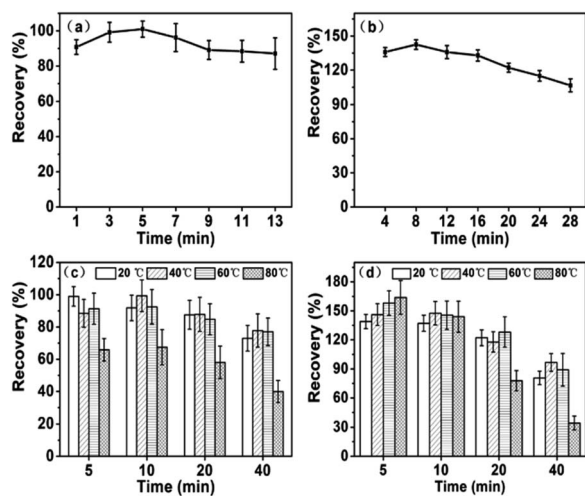 (a)
Recovery (%)
100
80
60
40
20
0
1 3 5 7 9 11 13
Time (min)
(b)
Recovery (%)
150
120
90
60
30
0
4 8 12 16 20 24 28
Time (min)
(c) 20 ℃ 40℃ 60℃ 80℃
Recovery (%)
120
100
80
60
40
20
0
5 10 20 40
Time (min)
(d) 20 ℃ 40℃ 60℃ 80℃
Recovery (%)
180
150
120
90
60
30
0
5 10 20 40
Time (min)